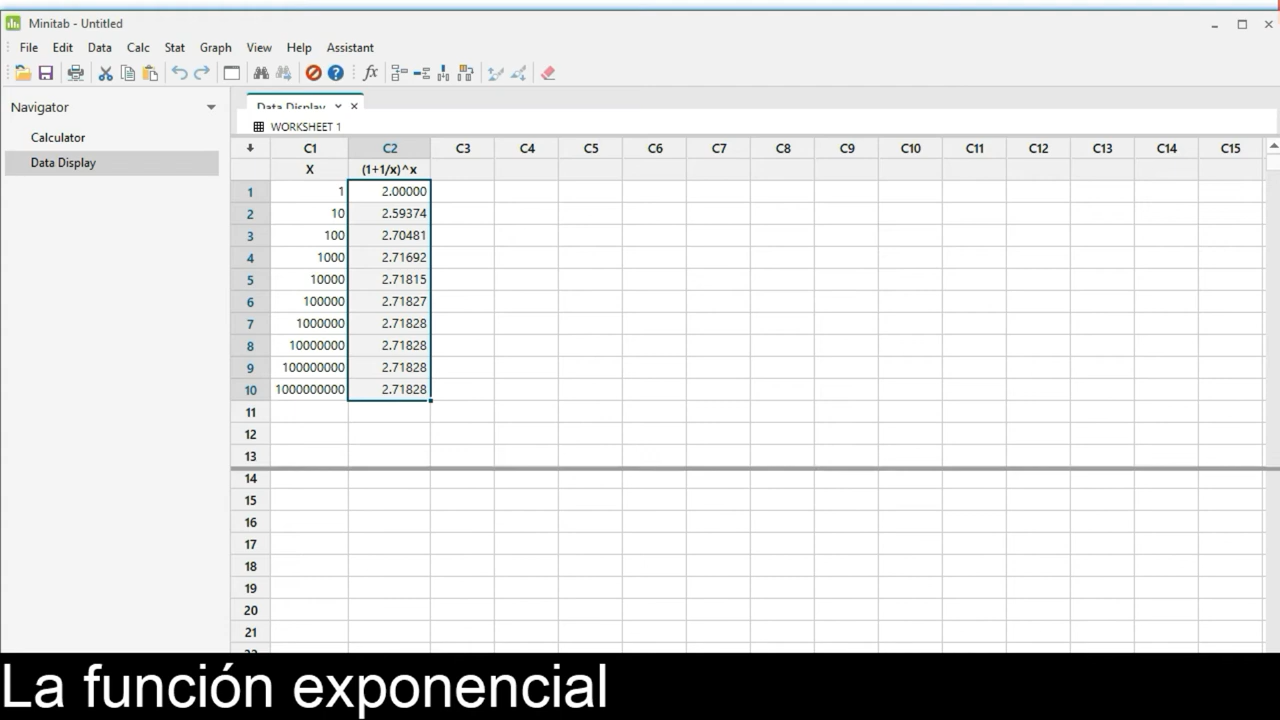 Minitab - Untitled
File Edit Data Calc Stat Graph View Help Assistant
fx
Navigator
Calculator
Data Display
Data Display
WORKSHEET 1
C1 C2 C3 C4 C5 C6 C7 C8 C9 C10 C11 C12 C13 C14 C15
X (1+1/x)^x
1 1 2.00000
2 10 2.59374
3 100 2.70481
4 1000 2.71692
5 10000 2.71815
6 100000 2.71827
7 1000000 2.71828
8 10000000 2.71828
9 100000000 2.71828
10 1000000000 2.71828
11
12
13
14
15
16
17
18
19
20
21
La función exponencial